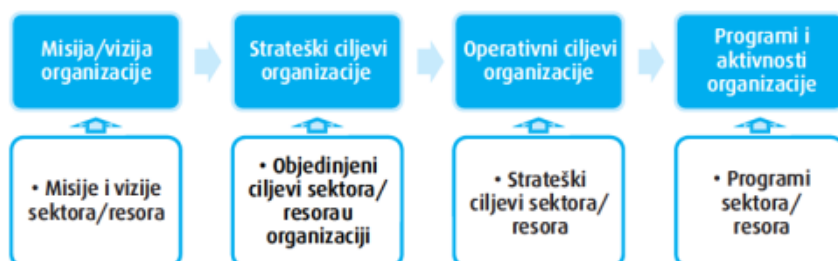 Misija/vizija
organizacije
Strateški ciljevi
organizacije
Operativni ciljevi
organizacije
Programi i
aktivnosti
organizacije
• Misije i vizije
sektora/resora
• Objedinjeni
ciljevi sektora/
resorau
organizaciji
• Strateški
ciljevi sektora/
resora
• Programi
sektora/
resora